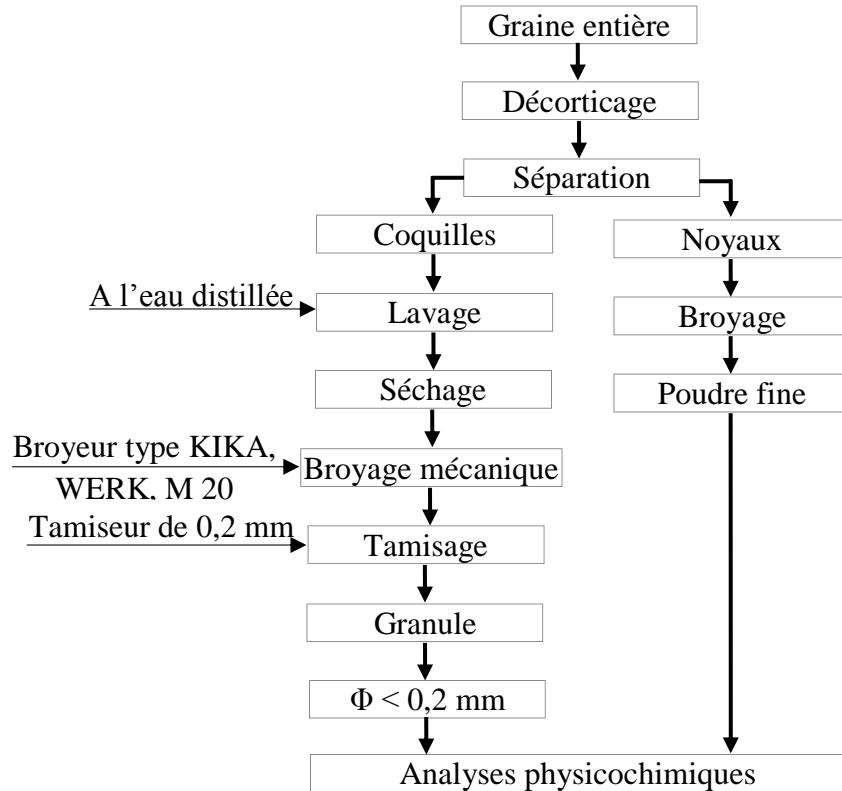 Graine entière
Décorticage
Séparation
Coquilles
Noyaux
A l’eau distillée
Lavage
Broyage
Séchage
Poudre fine
Broyeur type KIKA,
WERK, M 20
Broyage mécanique
Tamiseur de 0,2 mm
Tamisage
Granule
Φ < 0,2 mm
Analyses physicochimiques